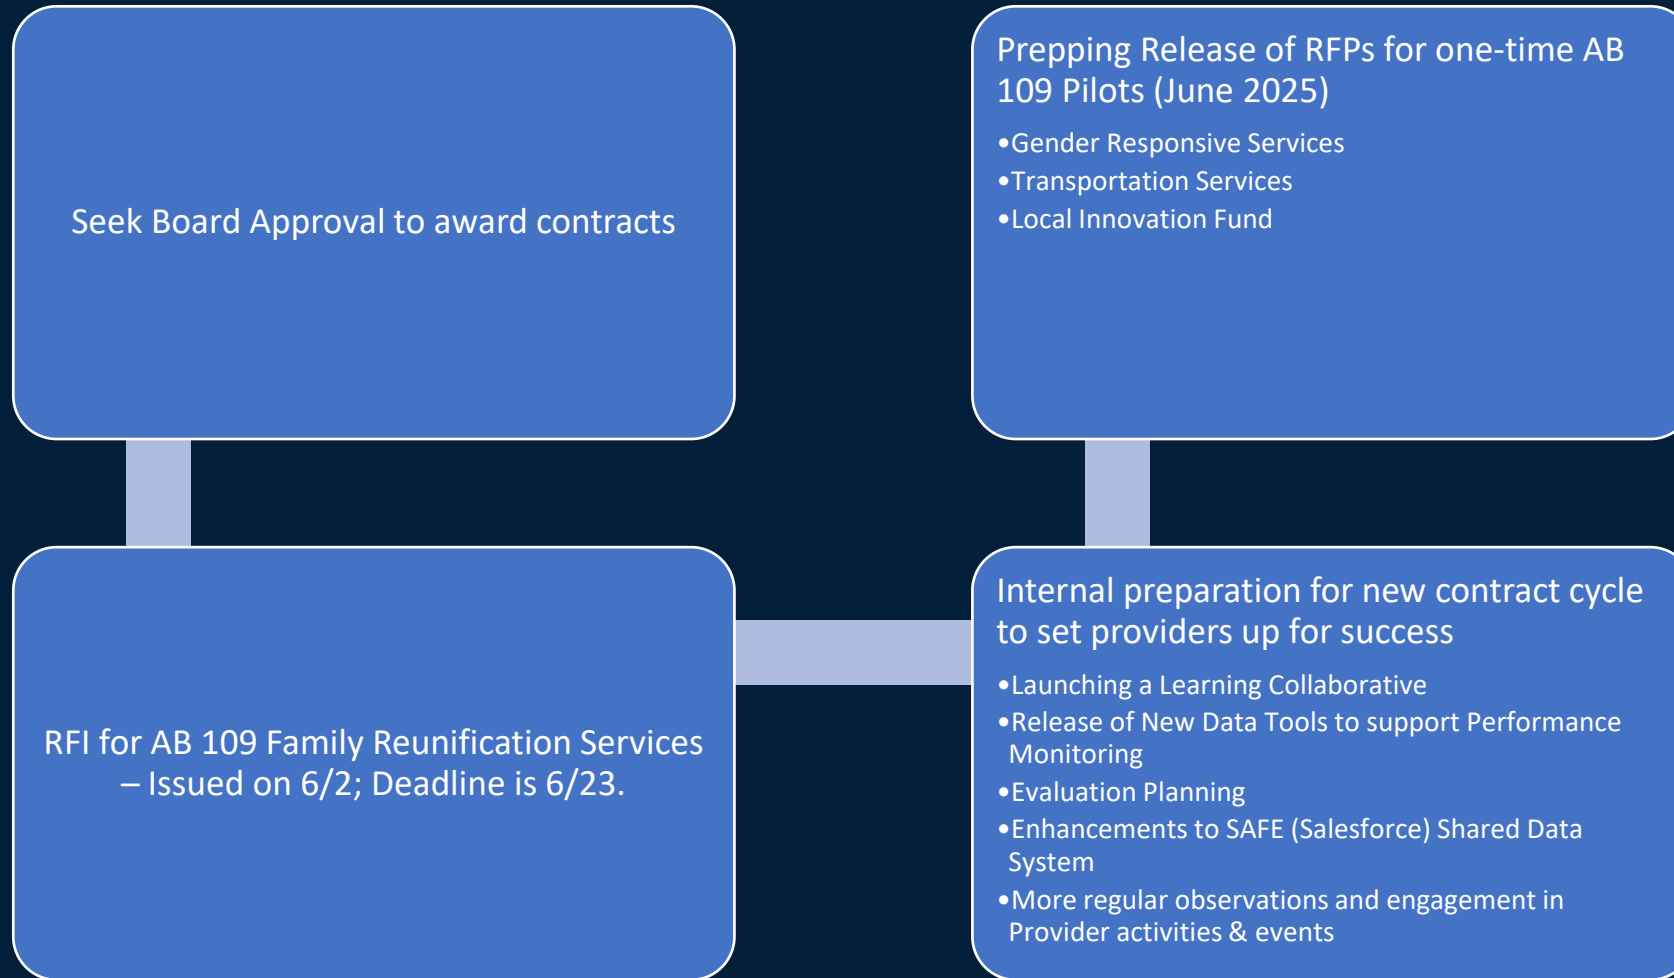 Seek Board Approval to award contracts
RFI for AB 109 Family Reunification Services
– Issued on 6/2; Deadline is 6/23.
Internal preparation for new contract cycle
to set providers up for success
•Launching a Learning Collaborative
•Release of New Data Tools to support Performance
Monitoring
•Evaluation Planning
•Enhancements to SAFE (Salesforce) Shared Data
System
•More regular observations and engagement in
Provider activities & events
Prepping Release of RFPs for one-time AB
109 Pilots (June 2025)
•Gender Responsive Services
•Transportation Services
•Local Innovation Fund